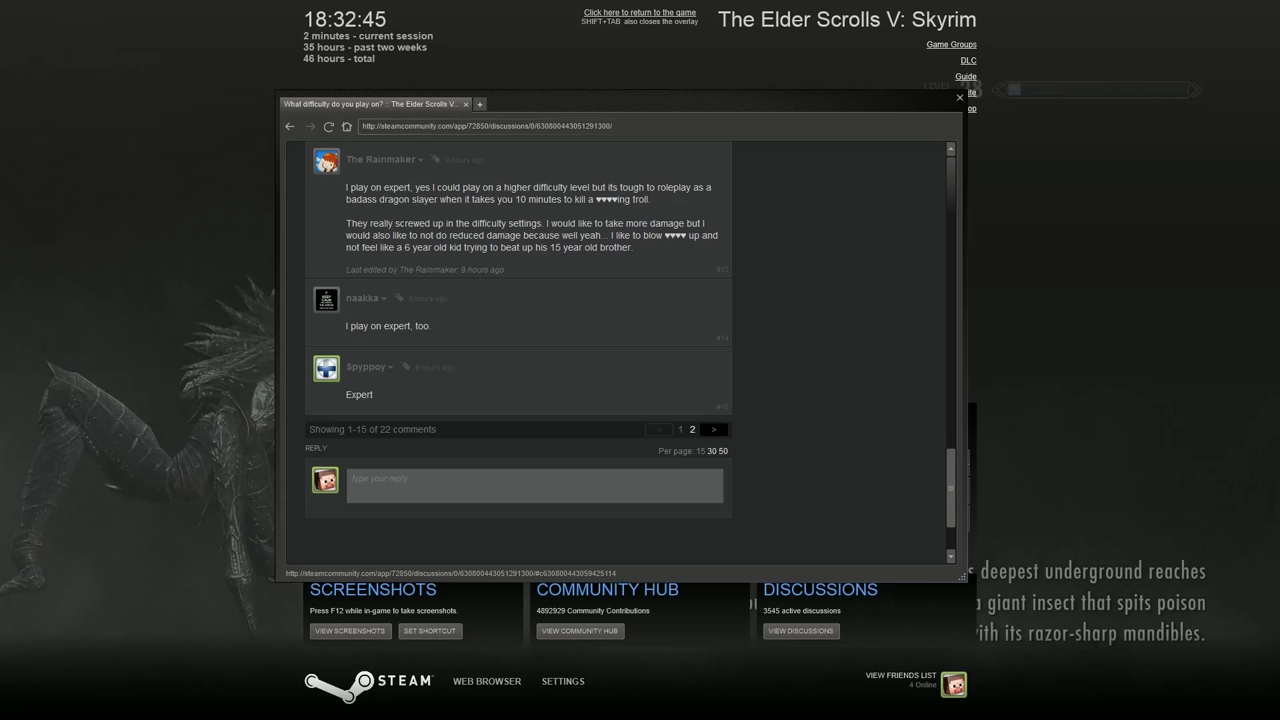 18:32:45
2 minutes - current session
35 hours - past two weeks
46 hours - total
Click here to return to the game
SHIFT+TAB also closes the overlay
The Elder Scrolls V: Skyrim
Game Groups
DLC
Guide
What difficulty do you play on? :: The Elder Scrolls V...
http://steamcommunity.com/app/72850/discussions/0/630800443051291300/
The Rainmaker
9 hours ago
I play on expert, yes I could play on a higher difficulty level but its tough to roleplay as a
badass dragon slayer when it takes you 10 minutes to kill a ♥♥♥♥ing troll.
They really screwed up in the difficulty settings. I would like to take more damage but I
would also like to not do reduced damage because well yeah... I like to blow ♥♥♥♥ up and
not feel like a 6 year old kid trying to beat up his 15 year old brother.
Last edited by The Rainmaker; 9 hours ago
#13
naakka
I play on expert, too.
#14
Spyppoy
Expert
#15
Showing 1-15 of 22 comments
< 1 2 >
REPLY
Per page: 15 30 50
type your reply
http://steamcommunity.com/app/72850/discussions/0/630800443051291300/#c630800443059425114
SCREENSHOTS
Press F12 while in-game to take screenshots.
VIEW SCREENSHOTS
SET SHORTCUT
COMMUNITY HUB
4892929 Community Contributions
VIEW COMMUNITY HUB
DISCUSSIONS
3545 active discussions
VIEW DISCUSSIONS
deepest underground reaches
a giant insect that spits poison
with its razor-sharp mandibles.
STEAM
WEB BROWSER
SETTINGS
VIEW FRIENDS LIST
4 Online